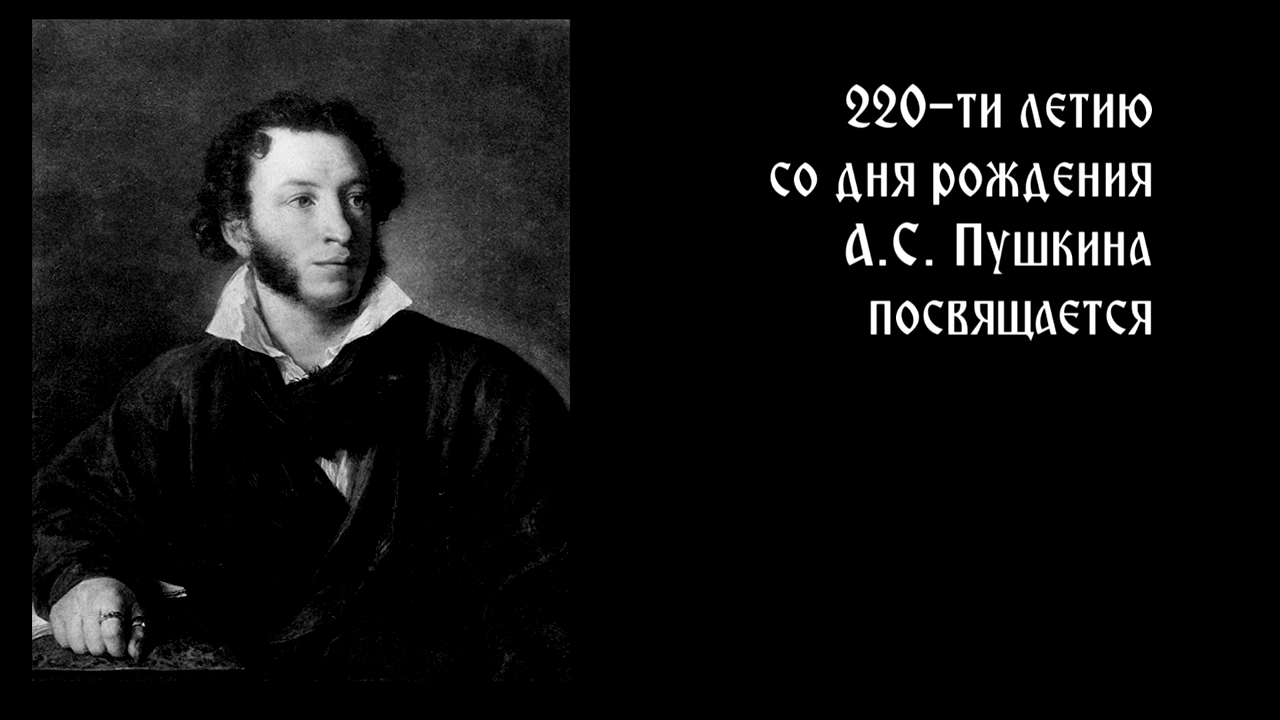 220-ти летию
со дня рождения
А.С. Пушкина
посвящается